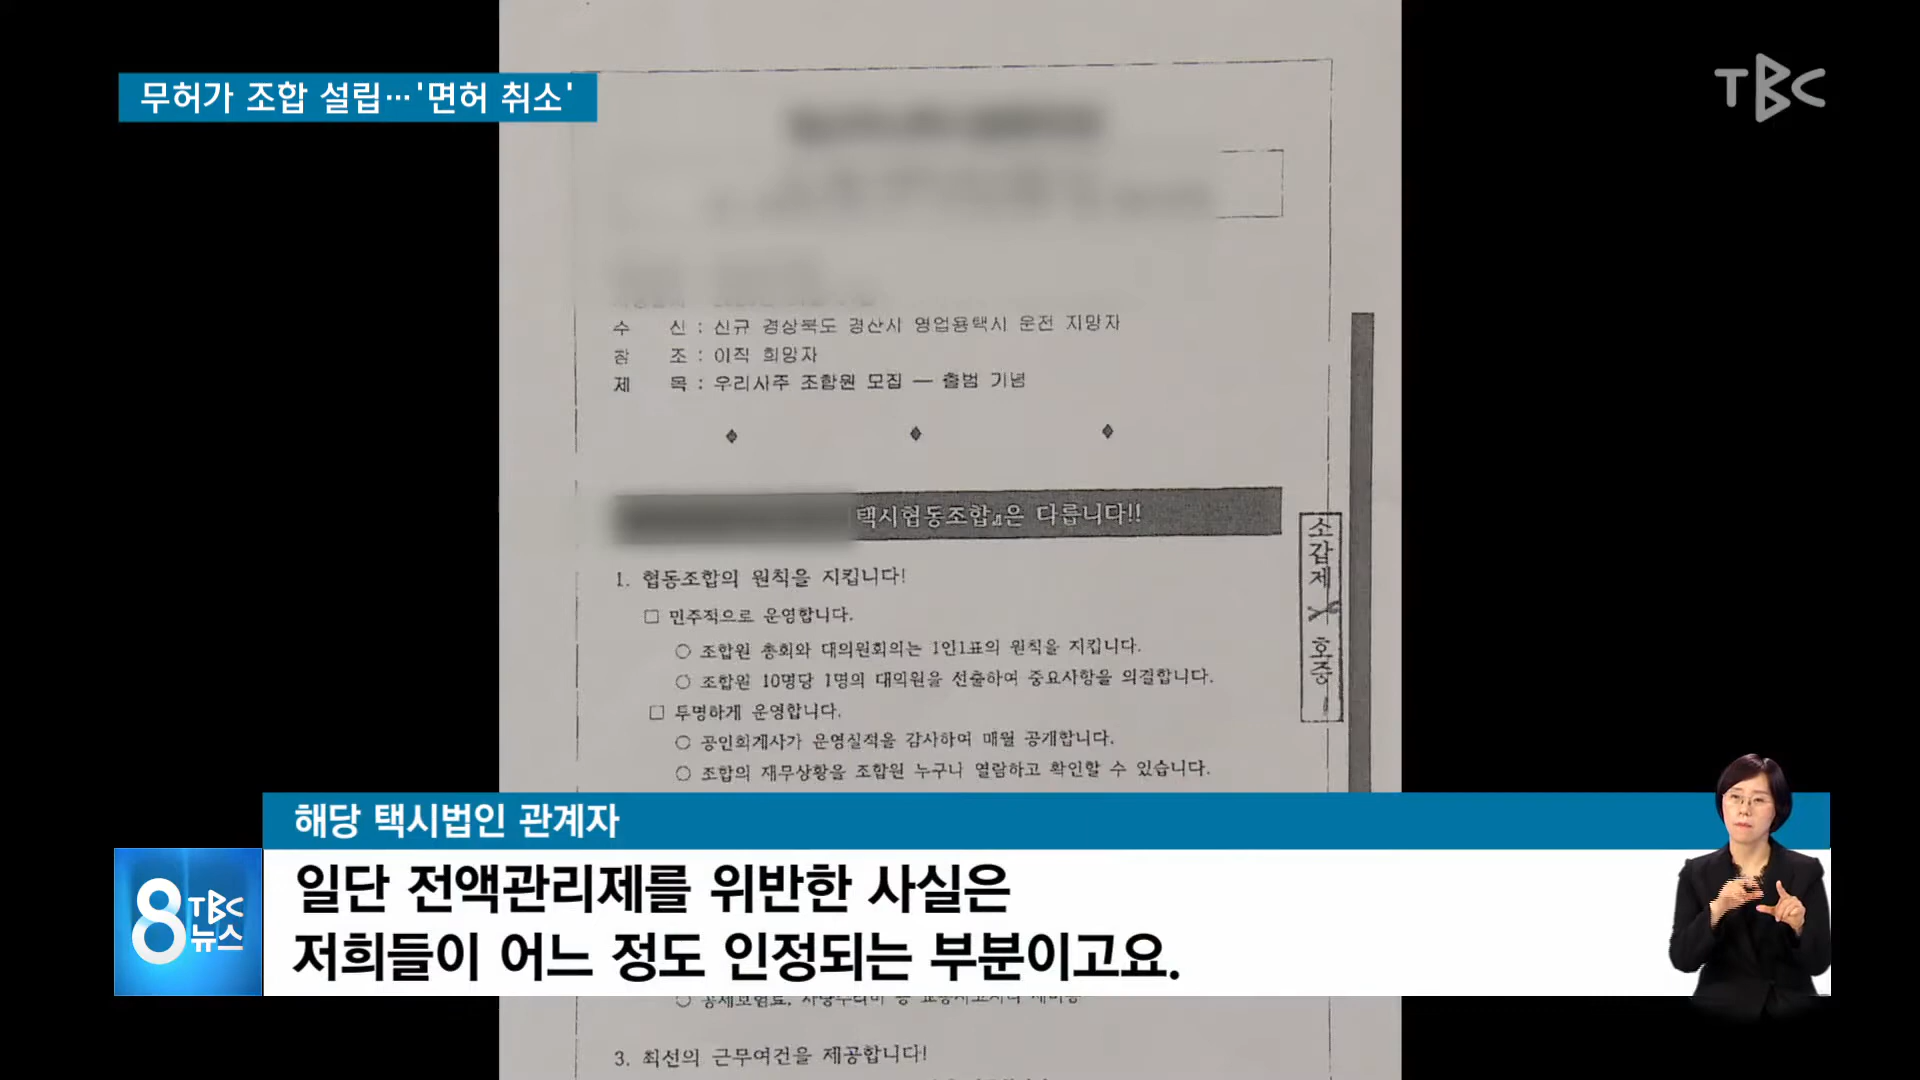 무허가 조합 설립…'면허 취소'
TBC
수 신 : 신규 경상북도 경산시 영업용택시 운전 지망자
참 조 : 이직 희망자
제 목 : 우리사주 조합원 모집 — 출범 기념
택시협동조합』은 다릅니다!!
1. 협동조합의 원칙을 지킵니다!
□ 민주적으로 운영합니다.
○ 조합원 총회와 대의원회의는 1인1표의 원칙을 지킵니다.
○ 조합원 10명당 1명의 대의원을 선출하여 중요사항을 의결합니다.
□ 투명하게 운영합니다.
○ 공인회계사가 운영실적을 감사하여 매월 공개합니다.
○ 조합의 재무상황을 조합원 누구나 열람하고 확인할 수 있습니다.
소갑제 호증
해당 택시법인 관계자
일단 전액관리제를 위반한 사실은
저희들이 어느 정도 인정되는 부분이고요.
8 TBC 뉴스
3. 최선의 근무여건을 제공합니다!